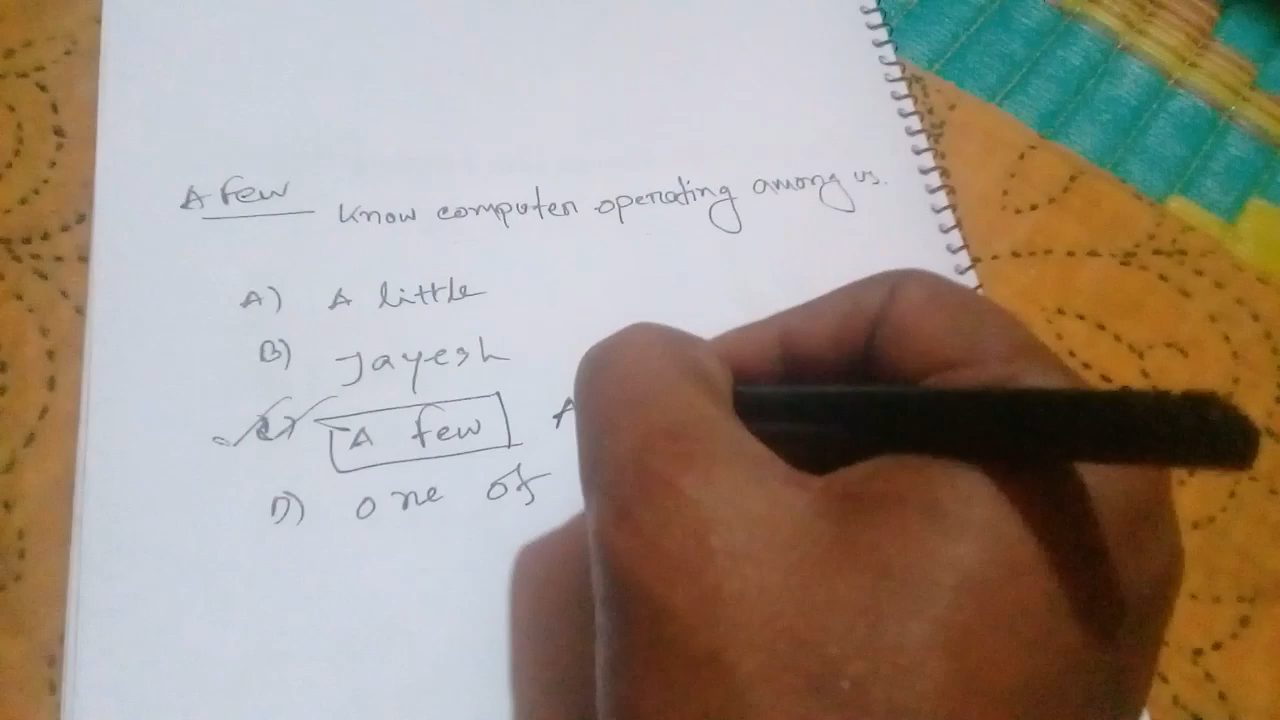 A few know computer operating among us.
A) A little
B) Jayesh
A few A
D) one of